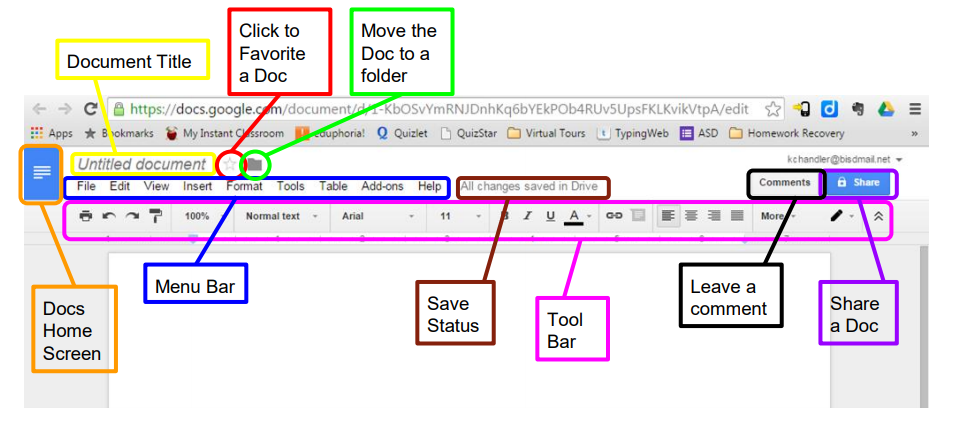 Click to
Favorite
a Doc
Move the
Doc to a
folder
Document Title
https://docs.google.com/document/d/1-KbOSvYmRNJDnhKq6bYEkPOb4RUv5UpsFKLKvikVtpA/edit
Apps Bookmarks My Instant Classroom eduphoria! Quizlet QuizStar Virtual Tours TypingWeb ASD Homework Recovery »
Untitled document
kchandler@bisdmail.net
File Edit View Insert Format Tools Table Add-ons Help All changes saved in Drive
Comments Share
100% Normal text Arial 11 B I U A More
Menu Bar
Docs
Home
Screen
Save
Status
Tool
Bar
Leave a
comment
Share
a Doc